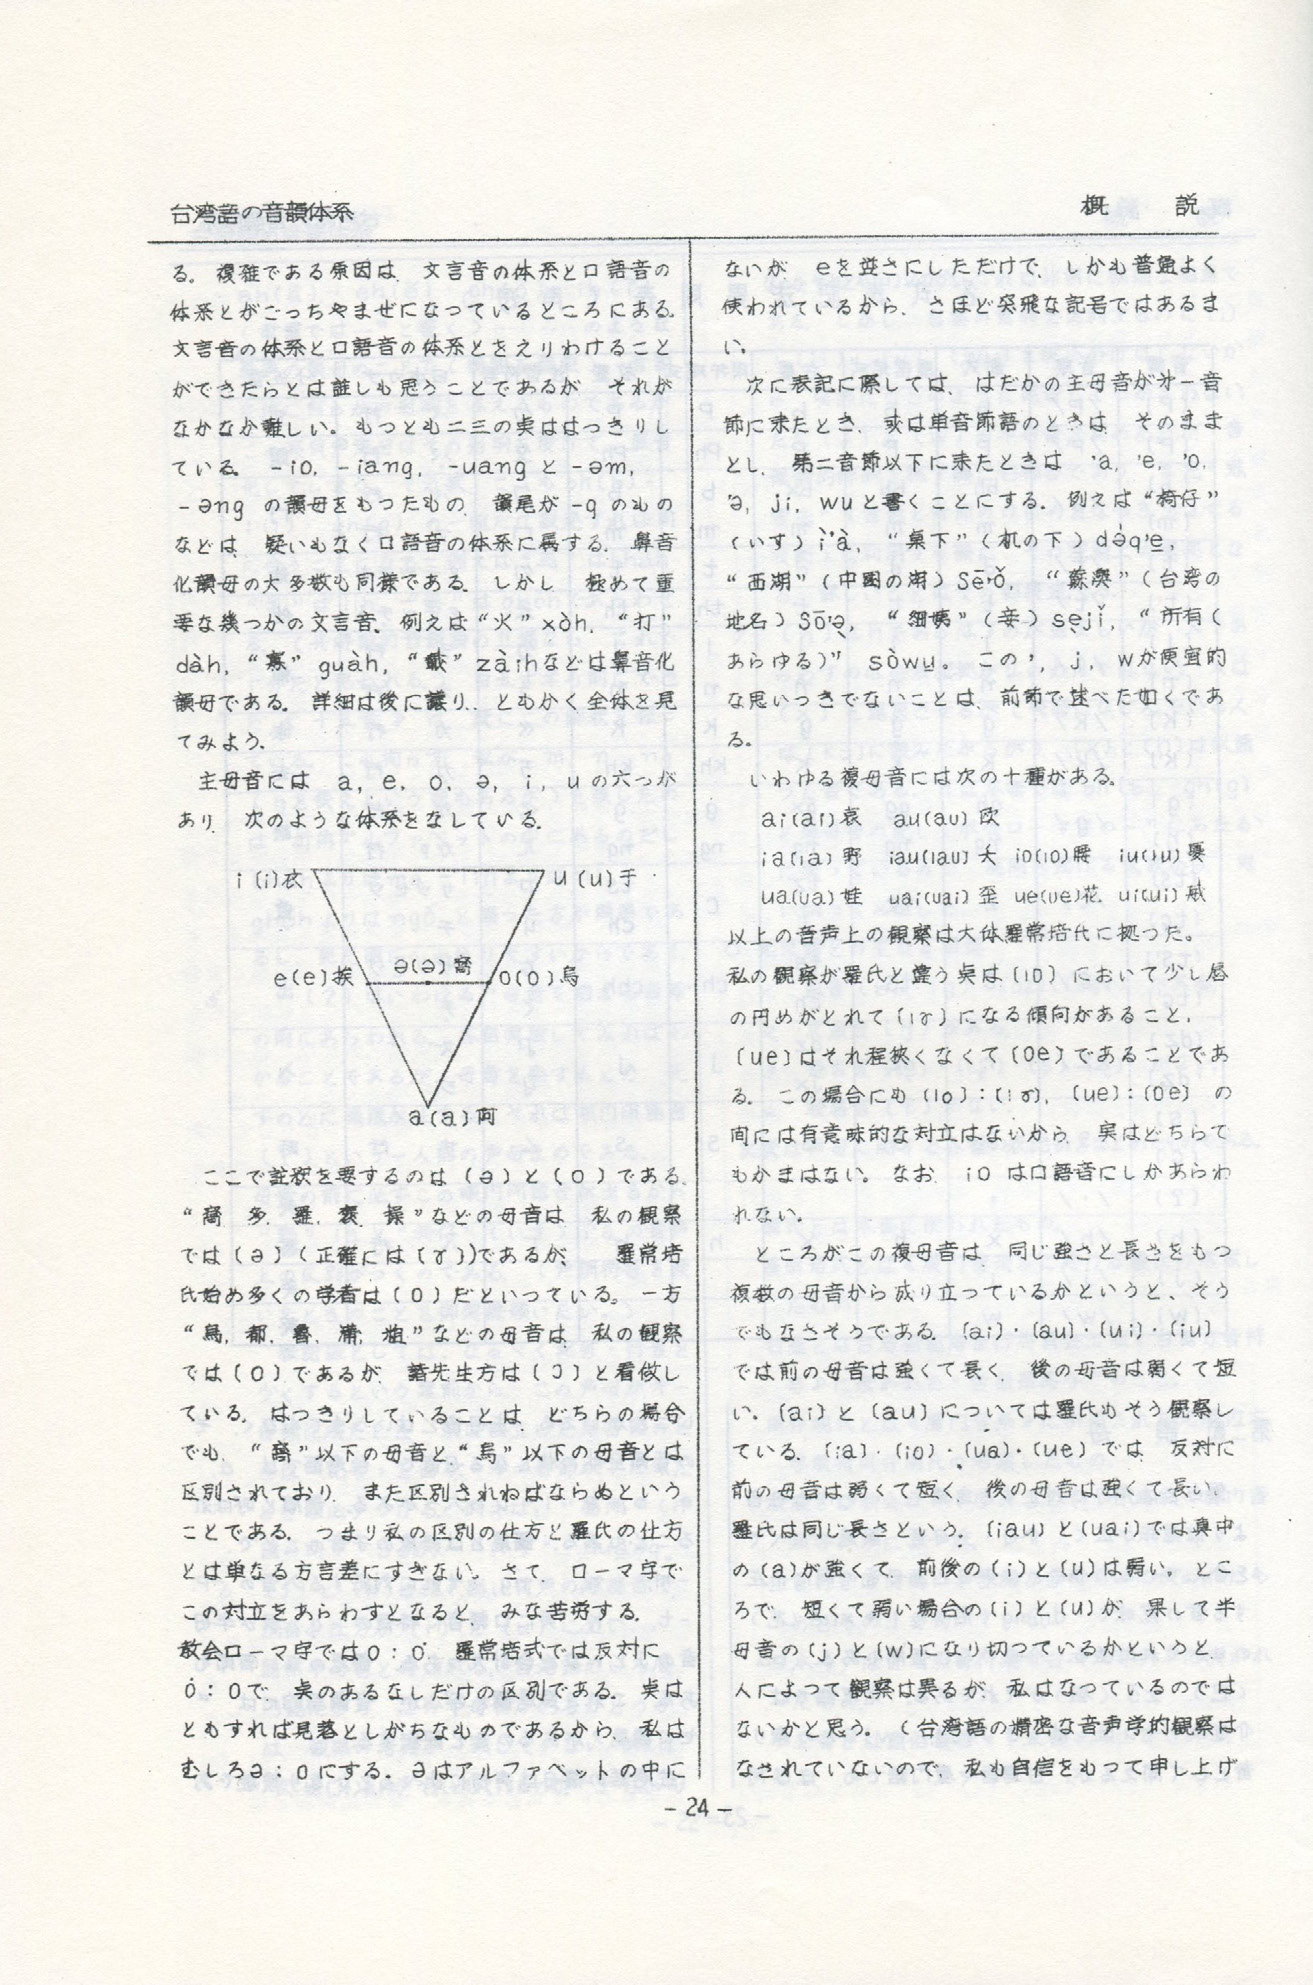 台湾語の音韻体系
概　説
る。複雑である原因は、文言音の体系と口語音の
体系とがごっちやまぜになっているところにある。
文言音の体系と口語音の体系とをえりわけること
ができたらとは誰しも思うことであるが、それが
なかなか難しい。もっとも二三の点ははっきりし
ている。-io, -iang, -uang と -əm,
-əng の韻母をもったもの、韻尾が -q のもの
などは、疑いもなく口語音の体系に属する。鼻音
化韻母の大多数も同様である。しかし、極めて重
要な幾つかの文言音、例えば“火” xòh, “打”
dàh, “寒” guàh, “ ” zàihなどは鼻音化
韻母である。詳細は後に譲り、ともかく全体を見
てみよう。
主母音には a, e, o, ə, i, u の六つが
あり、次のような体系をなしている。
i (i)衣
u (u)于
e(e)挨
ə(ə)窩
o(o)烏
a(a)阿
ここで註釈を要するのは (ə) と (o) である。
“窩、多、羅、褒、操”などの母音は、私の観察
では (ə) (正確には (ɤ))であるが、羅常培
氏始め多くの学者は (o) だといっている。一方
“烏、都、魯、蒲、祖”などの母音は、私の観察
では (o) であるが、諸先生方は (ɔ) と看做し
ている。はっきりしていることは、どちらの場合
でも、“窩”以下の母音と“烏”以下の母音とは
区別されており、また区別されねばならぬという
ことである。つまり私の区別の仕方と羅氏の仕方
とは単なる方言差にすぎない。さて、ローマ字で
この対立をあらわすとなると、みな苦労する。
教会ローマ字では o : o͘、羅常培式では反対に
ȯ : o で、点のあるなしだけの区別である。点は
ともすれば見落としがちなものであるから、私は
むしろ ə : o にする。ə はアルファベットの中に
ないが、e を逆さにしただけで、しかも普通よく
使われているから、さほど突飛な記号ではあるま
い。
次に表記に際しては、はだかの主母音が才一音
節に来たとき、或は単音節語のときは、そのまま
とし、第二音節以下に来たときは 'a, 'e, 'o,
'ə, ji, wu と書くことにする。例えば“椅仔”
(いす) ì'à, “桌下” (机の下) də̀q'e̱,
“西湖” (中国の湖) Sē'ǒ, “蘇澳” (台湾の
地名) Sō'ə̱, “細姨” (妾) se̱jǐ, “所有 (
あらゆる)” sòwu̱。この ', j, w が便宜的
な思いつきでないことは、前節で述べた如くであ
る。
いわゆる複母音には次の十種がある。
ai(aɪ)哀　au(aʊ)欧
ia(ɪa)野　iau(ɪaʊ)夭　io(ɪo)腰　iu(ɪu)憂
ua(ʊa)娃　uai(ʊai)歪　ue(ʊe)花　ui(ʊi)威
以上の音声上の観察は大体羅常培氏に拠った。
私の観察が羅氏と違う点は (ɪo) において少し唇
の円めがとれて (ɪɤ) になる傾向があること、
(ue) はそれ程狭くなくて (oe) であることであ
る。この場合にも (ɪo) : (ɪɤ), (ue) : (oe) の
間には有意味的な対立はないから、実はどちらで
もかまはない。なお、io は口語音にしかあらわ
れない。
ところがこの複母音は、同じ強さと長さをもつ
複数の母音から成り立っているかというと、そう
でもなさそうである。(ai)・(au)・(ui)・(iu)
では前の母音は強くて長く、後の母音は弱くて短
い。(ai) と (au) については羅氏もそう観察し
ている。(ia)・(io)・(ua)・(ue) では、反対に
前の母音は弱くて短く、後の母音は強くて長い。
羅氏は同じ長さという。(iau) と (uai) では真中
の (a) が強くて、前後の (i) と (u) は弱い。とこ
ろで、短くて弱い場合の (i) と (u) が、果して半
母音の (j) と (w) になり切っているかというと、
人によって観察は異るが、私はなっているのでは
ないかと思う。(台湾語の精密な音声学的観察は
なされていないので、私も自信をもって申し上げ
- 24 -